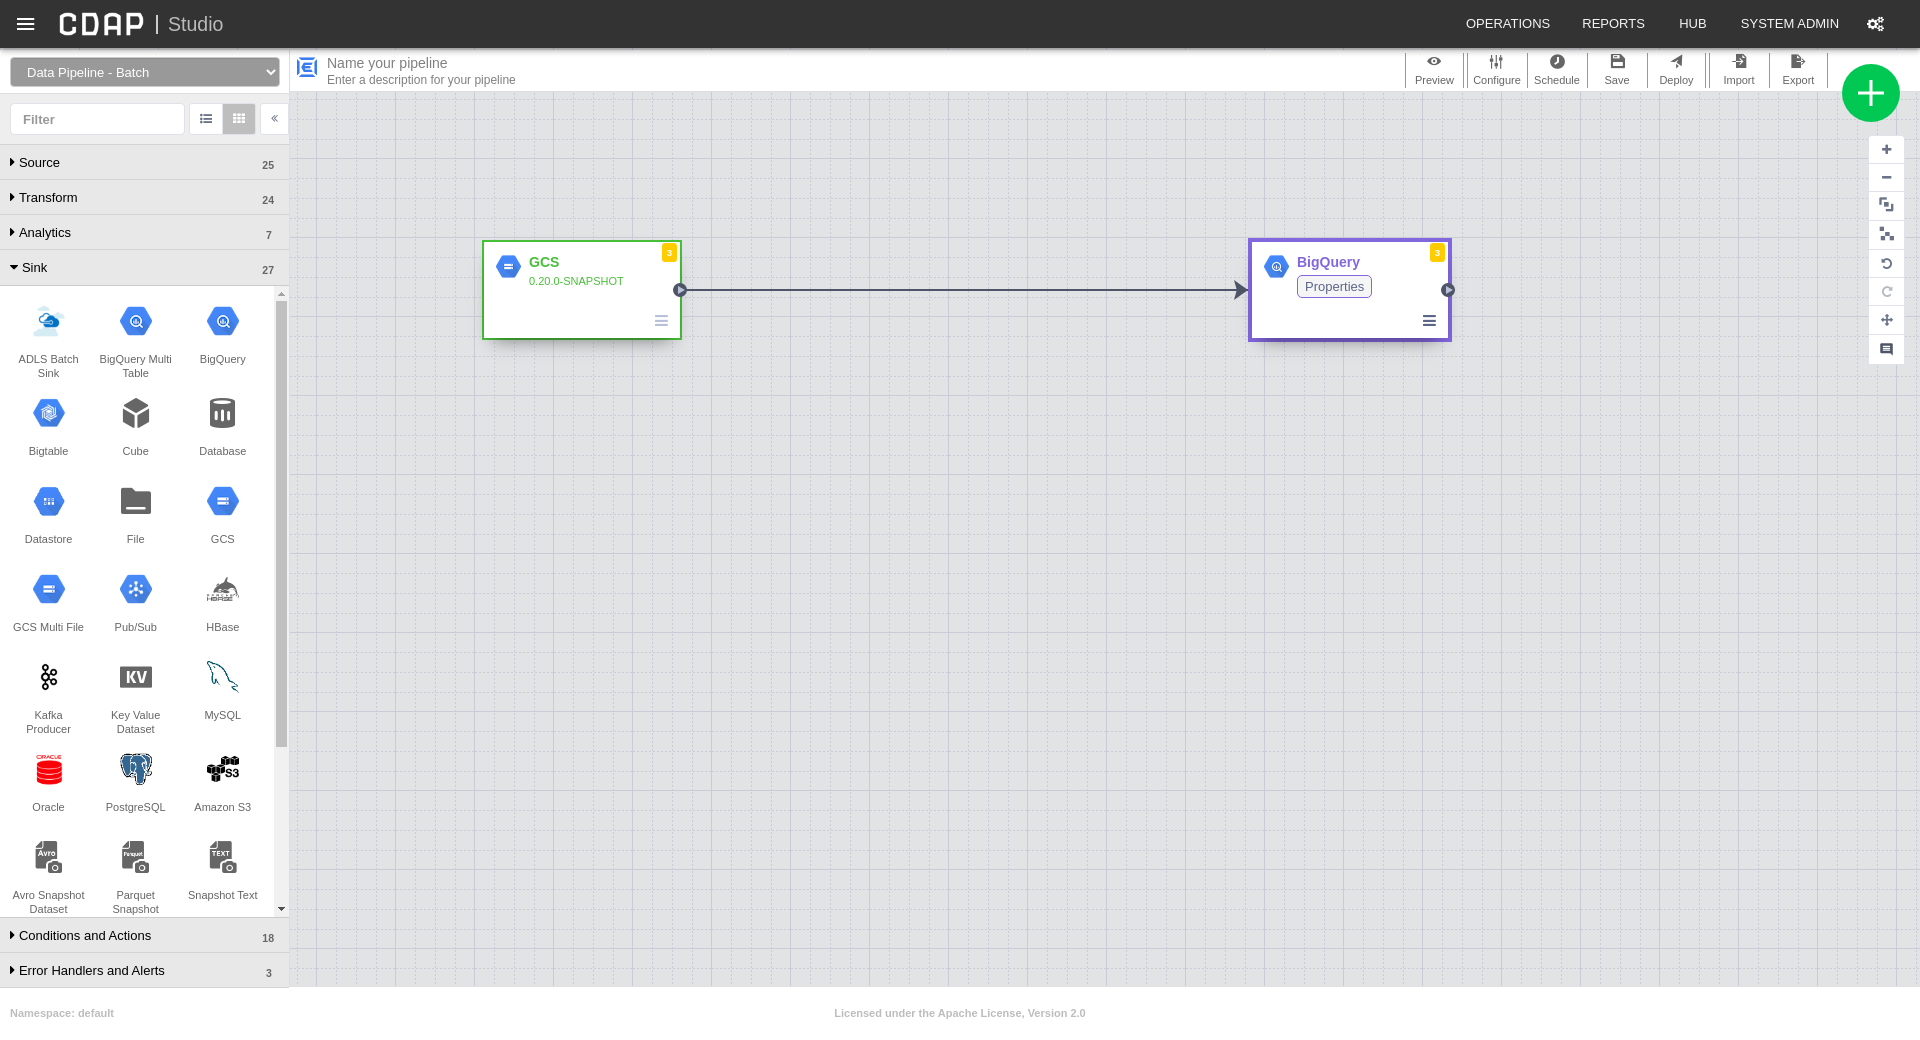 CDAP | Studio
OPERATIONS
REPORTS
HUB
SYSTEM ADMIN
Data Pipeline - Batch
Name your pipeline
Enter a description for your pipeline
Preview
Configure
Schedule
Save
Deploy
Import
Export
Filter
Source 25
Transform 24
Analytics 7
Sink 27
ADLS Batch
Sink
BigQuery Multi
Table
BigQuery
Bigtable
Cube
Database
Datastore
File
GCS
GCS Multi File
Pub/Sub
HBASE
HBase
Kafka
Producer
KV
Key Value
Dataset
MySQL
ORACLE
Oracle
PostgreSQL
S3
Amazon S3
Avro
Avro Snapshot
Dataset
Parquet
Parquet
Snapshot
TEXT
Snapshot Text
Conditions and Actions 18
Error Handlers and Alerts 3
GCS
3
0.20.0-SNAPSHOT
BigQuery
3
Properties
Namespace: default
Licensed under the Apache License, Version 2.0